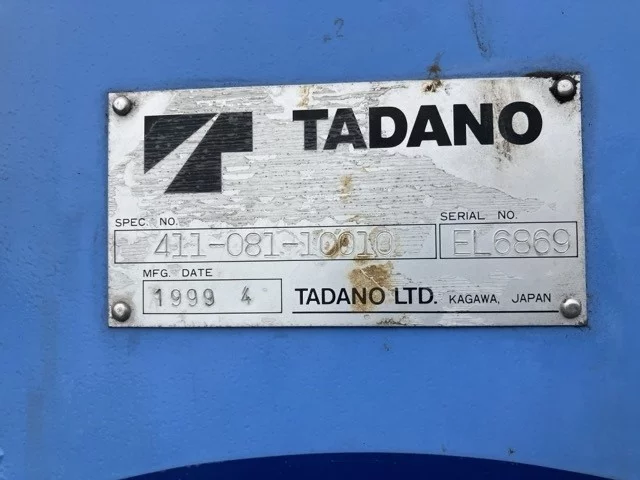 TADANO
SPEC. NO.
411-081-10010
SERIAL NO.
EL6869
MFG. DATE
1999 4
TADANO LTD. KAGAWA, JAPAN